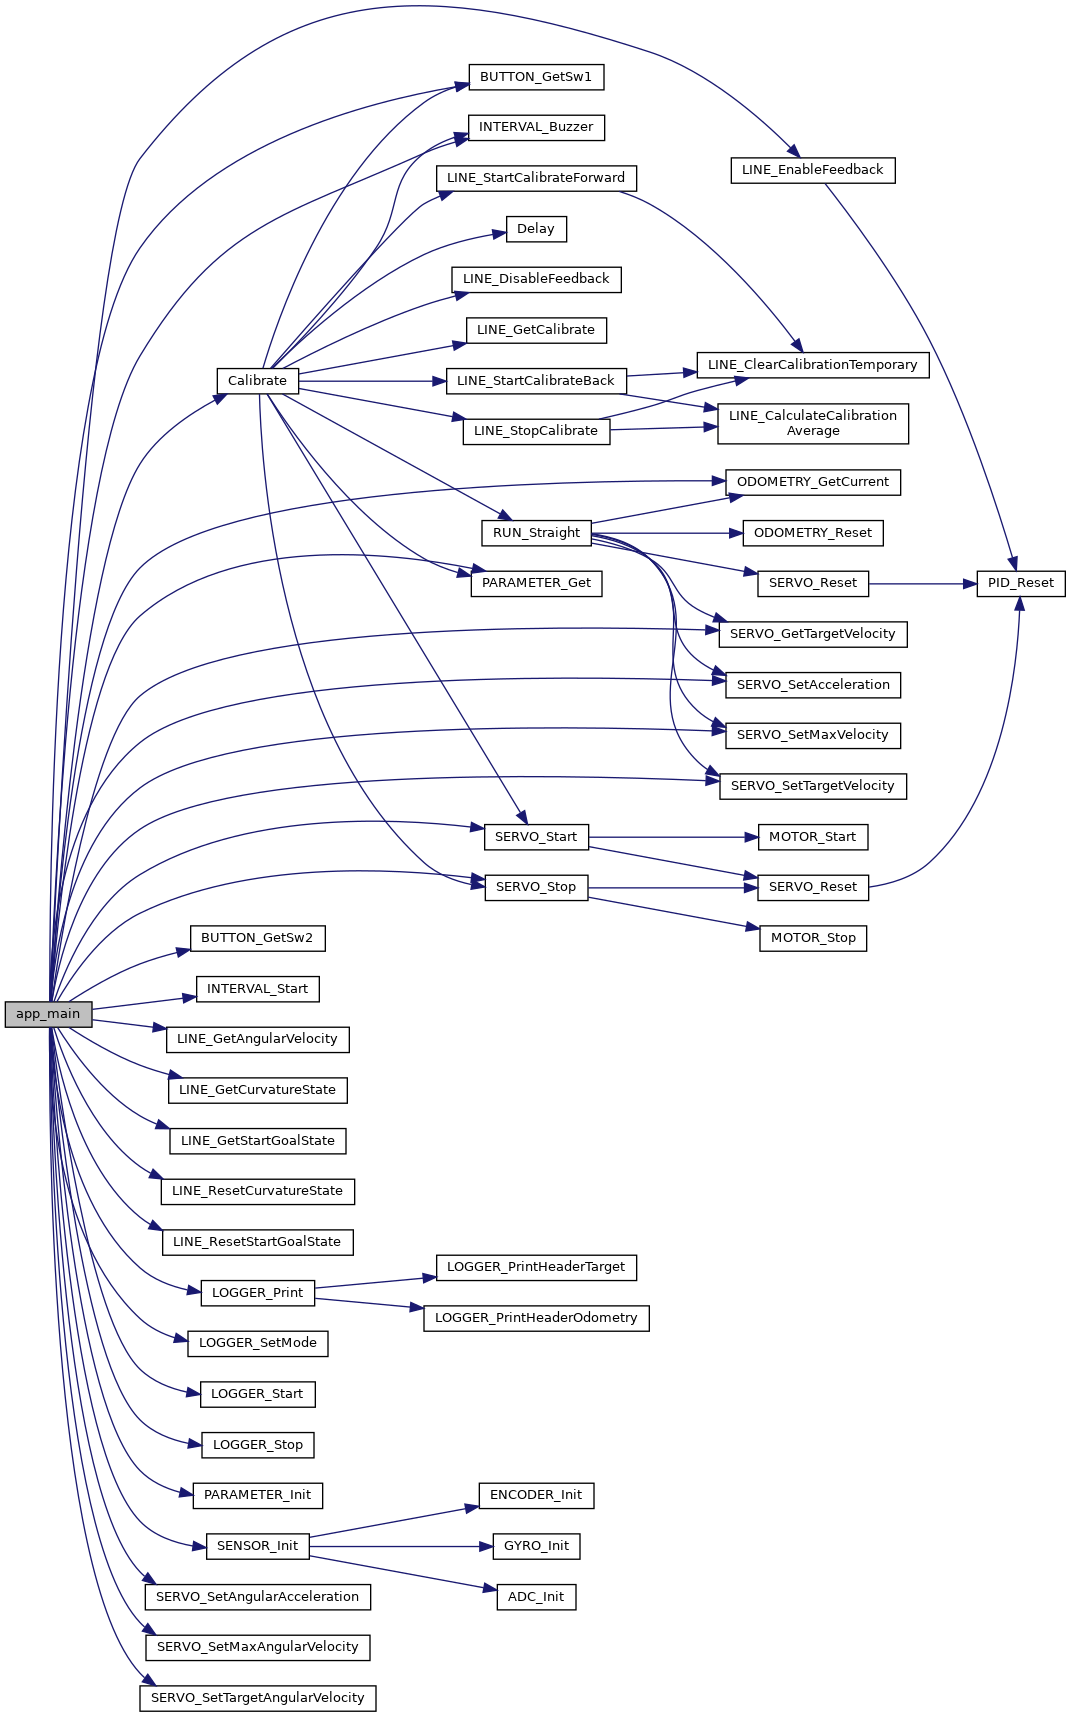 BUTTON_GetSw1
INTERVAL_Buzzer
LINE_EnableFeedback
LINE_StartCalibrateForward
Delay
LINE_DisableFeedback
LINE_GetCalibrate
LINE_ClearCalibrationTemporary
Calibrate
LINE_StartCalibrateBack
LINE_CalculateCalibration
Average
LINE_StopCalibrate
ODOMETRY_GetCurrent
RUN_Straight
ODOMETRY_Reset
PARAMETER_Get
SERVO_Reset
PID_Reset
SERVO_GetTargetVelocity
SERVO_SetAcceleration
SERVO_SetMaxVelocity
SERVO_SetTargetVelocity
SERVO_Start
MOTOR_Start
SERVO_Stop
SERVO_Reset
BUTTON_GetSw2
MOTOR_Stop
INTERVAL_Start
app_main
LINE_GetAngularVelocity
LINE_GetCurvatureState
LINE_GetStartGoalState
LINE_ResetCurvatureState
LINE_ResetStartGoalState
LOGGER_PrintHeaderTarget
LOGGER_Print
LOGGER_PrintHeaderOdometry
LOGGER_SetMode
LOGGER_Start
LOGGER_Stop
PARAMETER_Init
ENCODER_Init
SENSOR_Init
GYRO_Init
SERVO_SetAngularAcceleration
ADC_Init
SERVO_SetMaxAngularVelocity
SERVO_SetTargetAngularVelocity